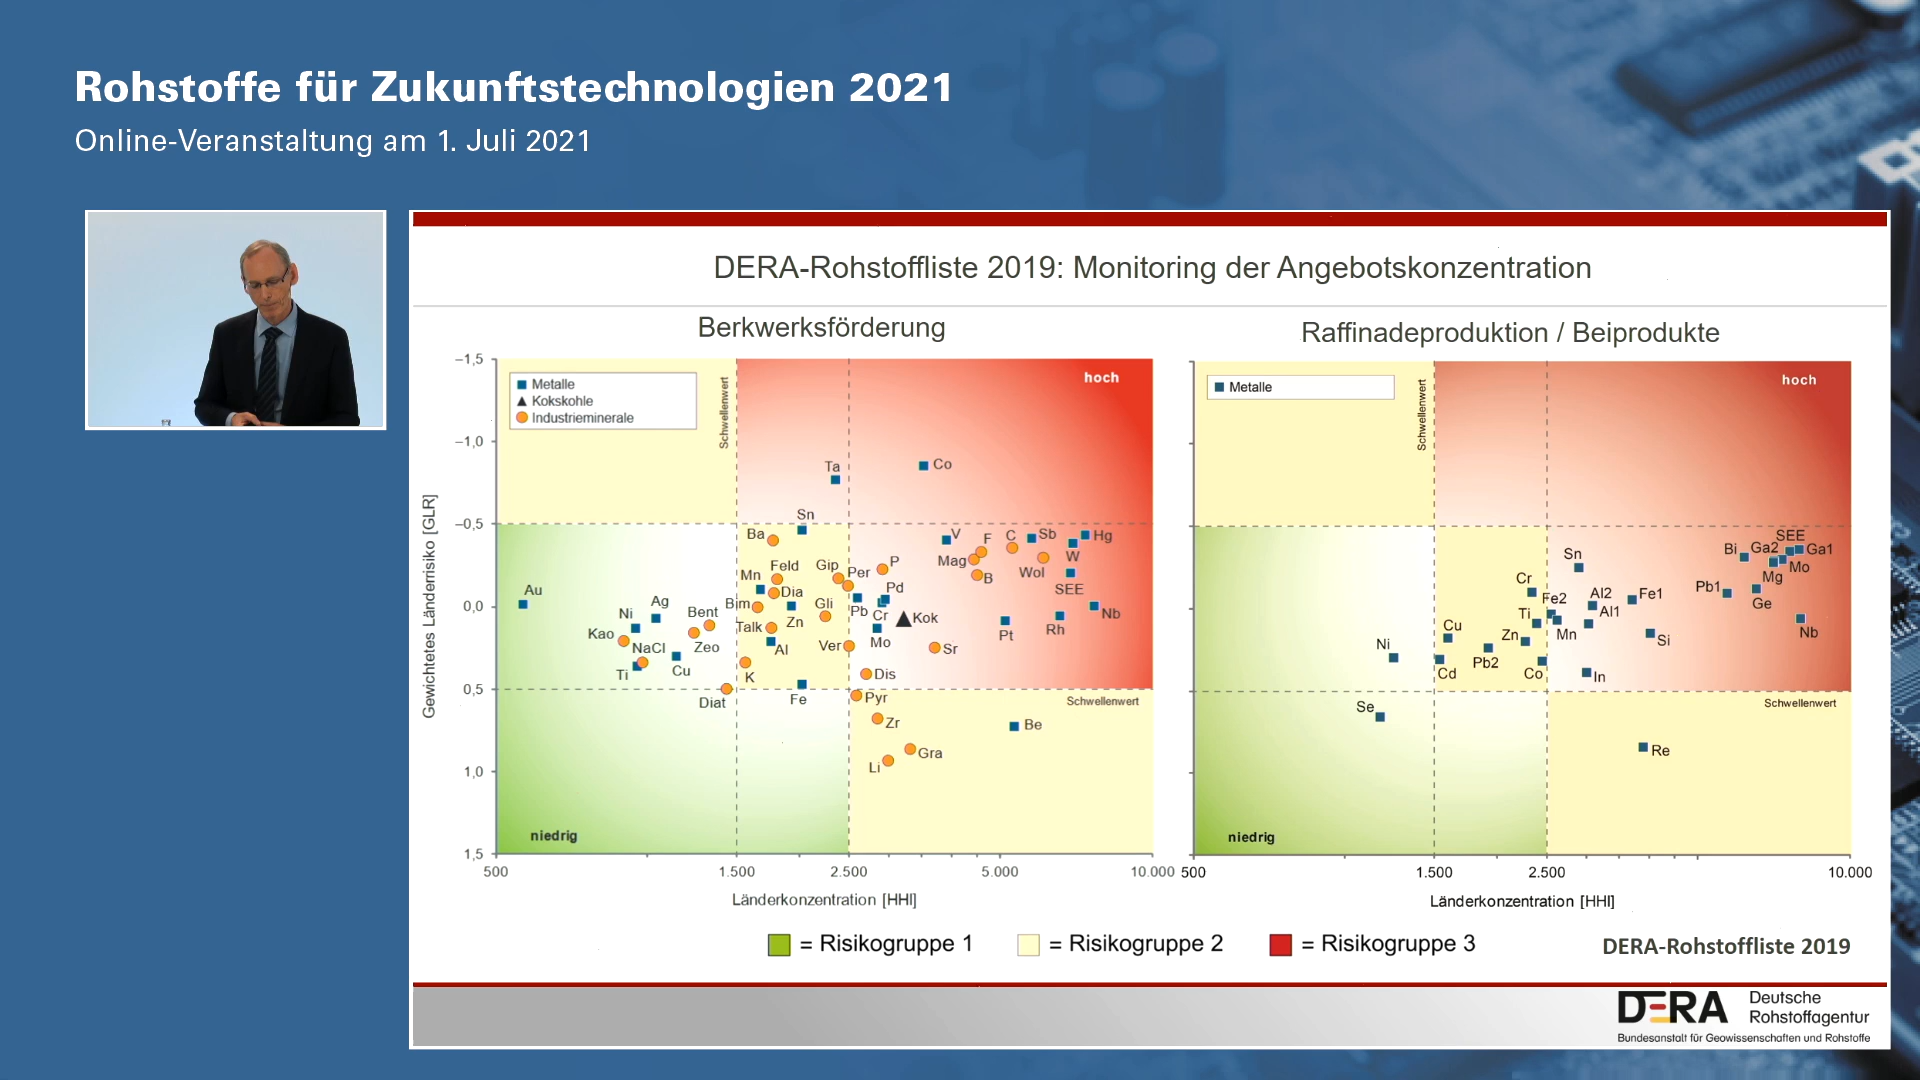 Rohstoffe für Zukunftstechnologien 2021
Online-Veranstaltung am 1. Juli 2021
DERA-Rohstoffliste 2019: Monitoring der Angebotskonzentration
Berkwerksförderung
Gewichtetes Länderrisiko [GLR]
–1,5
–1,0
–0,5
0,0
0,5
1,0
1,5
Metalle
Kokskohle
Industrieminerale
Schwellenwert
hoch
Ta
Co
Sn
Ba
V
F
C
Sb
Hg
W
Mag
B
Wol
SEE
Feld
Gip
Per
P
Mn
Dia
Pd
Au
Ag
Ni
Bent
Bim
Gli
Pb
Cr
Kok
Nb
Kao
Zn
Talk
Pt
Rh
NaCl
Zeo
Al
Ver
Mo
Sr
Ti
Cu
K
Dis
Diat
Fe
Pyr
Schwellenwert
Zr
Be
Gra
Li
niedrig
500
1.500
2.500
5.000
10.000
Länderkonzentration [HHI]
Raffinadeproduktion / Beiprodukte
Metalle
Schwellenwert
hoch
SEE
Bi
Ga2
Ga1
Sn
Mo
Mg
Cr
Pb1
Al2
Fe1
Fe2
Ge
Ti
Al1
Cu
Zn
Mn
Si
Nb
Ni
Pb2
Cd
Co
In
Se
Schwellenwert
Re
niedrig
500
1.500
2.500
10.000
Länderkonzentration [HHI]
= Risikogruppe 1
= Risikogruppe 2
= Risikogruppe 3
DERA-Rohstoffliste 2019
DERA
Deutsche
Rohstoffagentur
Bundesanstalt für Geowissenschaften und Rohstoffe